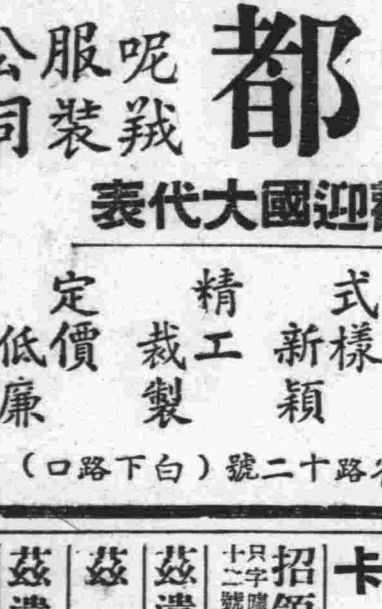 都
呢羢服裝公司
迎國大代表
式樣新穎
精工裁製
定價低廉
路十二號（白下路口）
卡
招領
茲
茲
茲